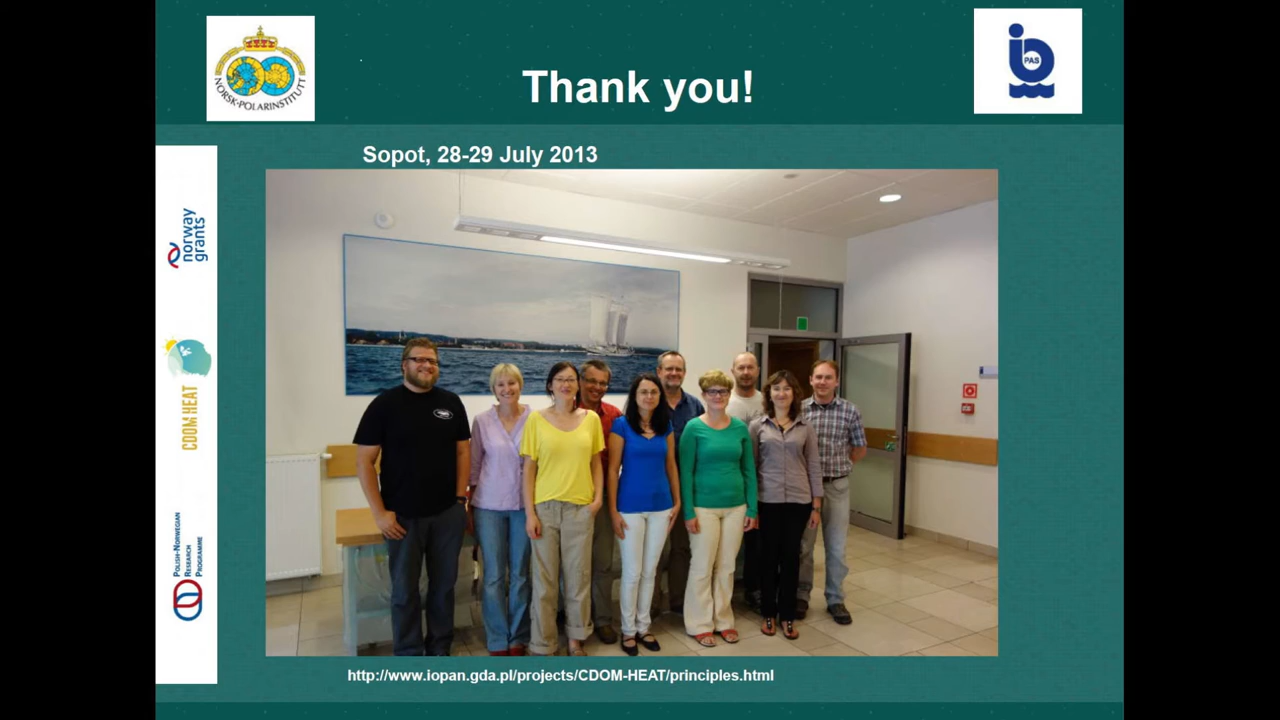 NORSK-POLARINSTITUTT
Thank you!
PAS
Sopot, 28-29 July 2013
norway
grants
CDOM HEAT
POLISH-NORWEGIAN
RESEARCH
PROGRAMME
http://www.iopan.gda.pl/projects/CDOM-HEAT/principles.html